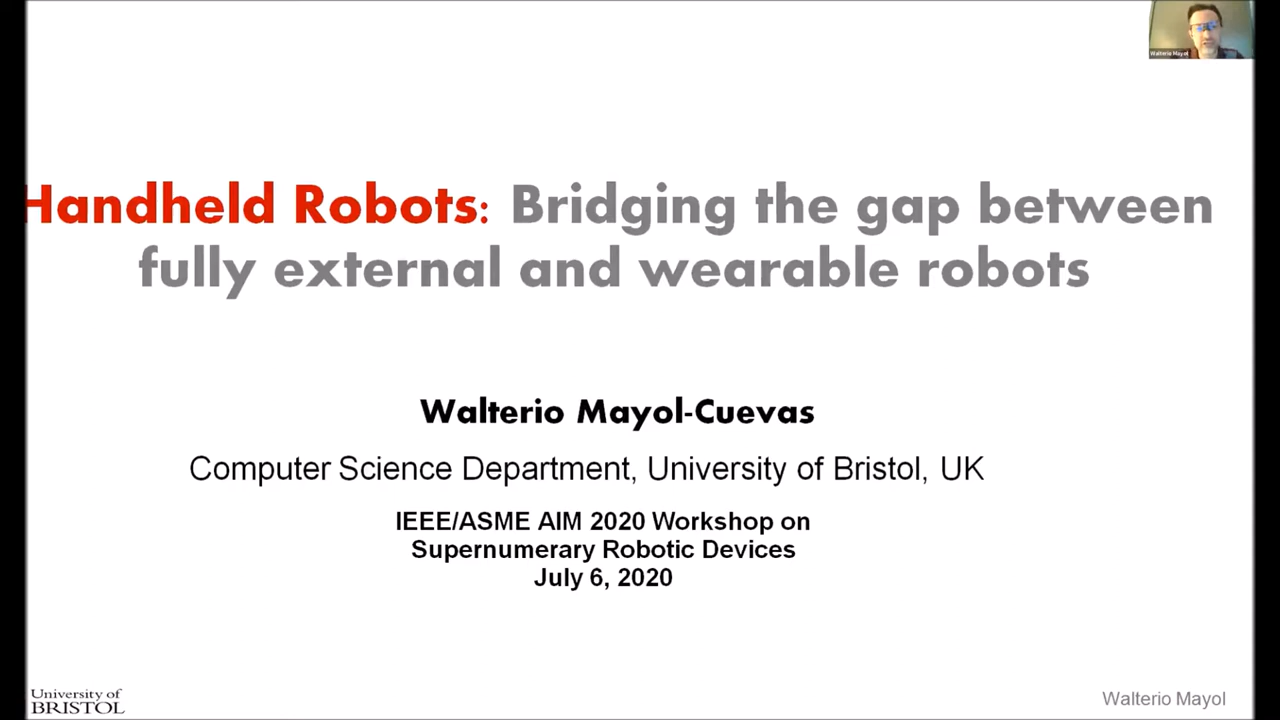 Walterio Mayol
Handheld Robots: Bridging the gap between
fully external and wearable robots
Walterio Mayol-Cuevas
Computer Science Department, University of Bristol, UK
IEEE/ASME AIM 2020 Workshop on
Supernumerary Robotic Devices
July 6, 2020
University of
BRISTOL
Walterio Mayol